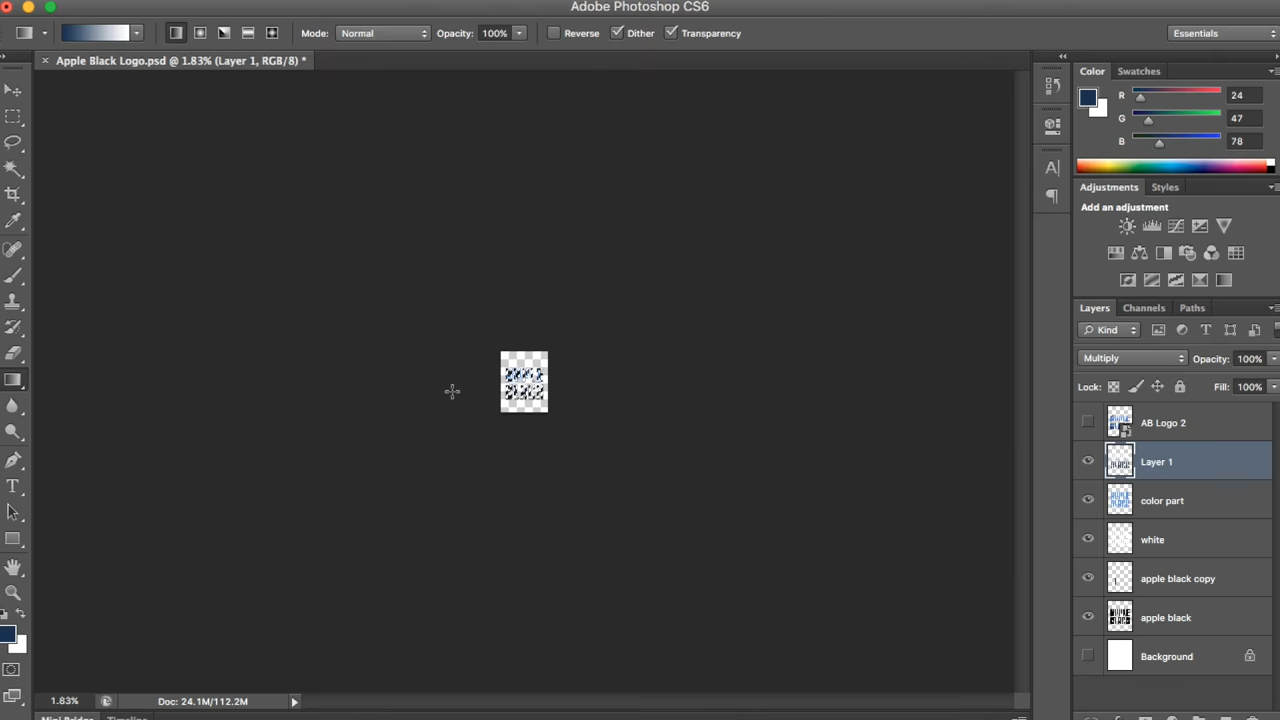 Adobe Photoshop CS6
Mode: Normal Opacity: 100% Reverse Dither Transparency Essentials
Apple Black Logo.psd @ 1.83% (Layer 1, RGB/8) *
Color Swatches
R 24
G 47
B 78
Adjustments Styles
Add an adjustment
Layers Channels Paths
Kind
Multiply Opacity: 100%
Lock: Fill: 100%
AB Logo 2
Layer 1
color part
white
apple black copy
apple black
Background
1.83% Doc: 24.1M/112.2M
Mini Bridge Timeline